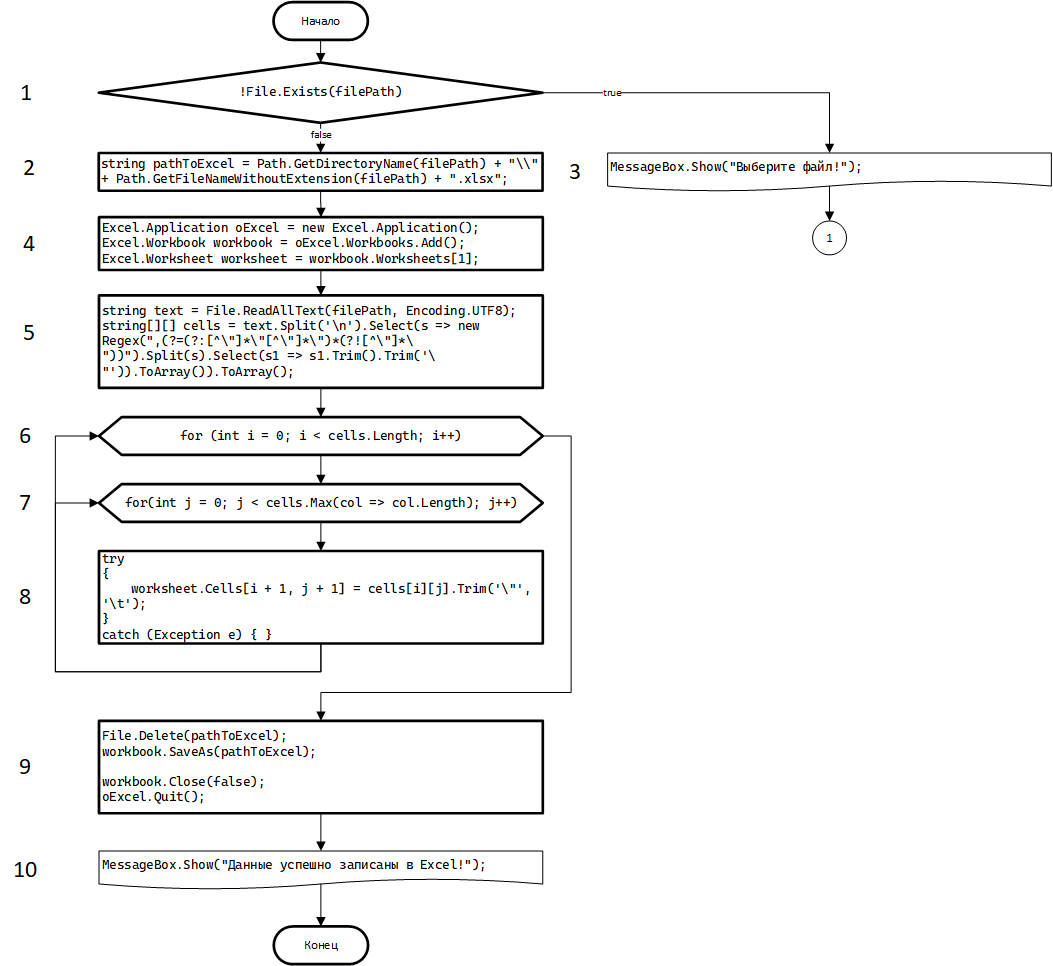 Начало
1
!File.Exists(filePath)
true
false
2
string pathToExcel = Path.GetDirectoryName(filePath) + "\\"
+ Path.GetFileNameWithoutExtension(filePath) + ".xlsx";
3
MessageBox.Show("Выберите файл!");
1
4
Excel.Application oExcel = new Excel.Application();
Excel.Workbook workbook = oExcel.Workbooks.Add();
Excel.Worksheet worksheet = workbook.Worksheets[1];
5
string text = File.ReadAllText(filePath, Encoding.UTF8);
string[][] cells = text.Split('\n').Select(s => new
Regex(",(?=(?:[^\"]*\"[^\"]*\")*(?![^\"]*\
"))").Split(s).Select(s1 => s1.Trim().Trim('\
"')).ToArray()).ToArray();
6
for (int i = 0; i < cells.Length; i++)
7
for(int j = 0; j < cells.Max(col => col.Length); j++)
8
try
{
worksheet.Cells[i + 1, j + 1] = cells[i][j].Trim('\"',
'\t');
}
catch (Exception e) { }
9
File.Delete(pathToExcel);
workbook.SaveAs(pathToExcel);
workbook.Close(false);
oExcel.Quit();
10
MessageBox.Show("Данные успешно записаны в Excel!");
Конец